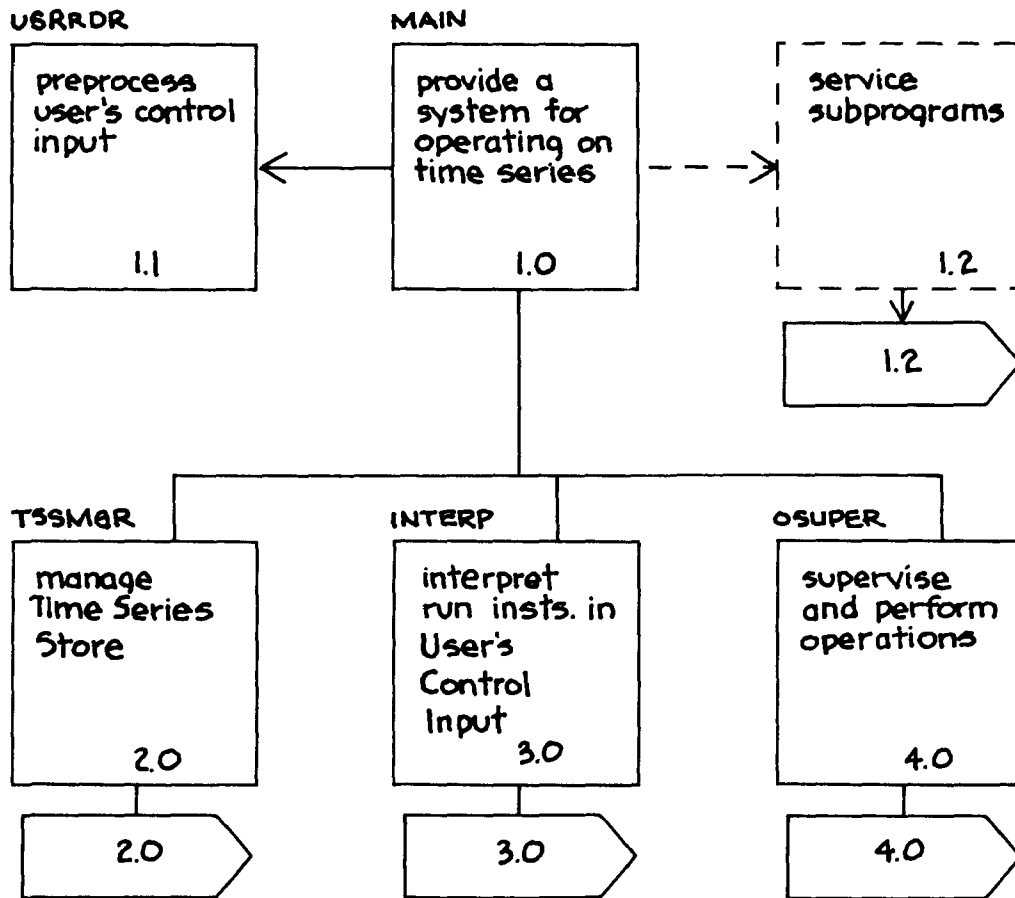 USRRDR
preprocess
user's control
input
1.1
MAIN
provide a
system for
operating on
time series
1.0
service
subprograms
1.2
1.2
TSSMGR
manage
Time Series
Store
2.0
2.0
INTERP
interpret
run insts. in
User's
Control
Input
3.0
3.0
OSUPER
supervise
and perform
operations
4.0
4.0